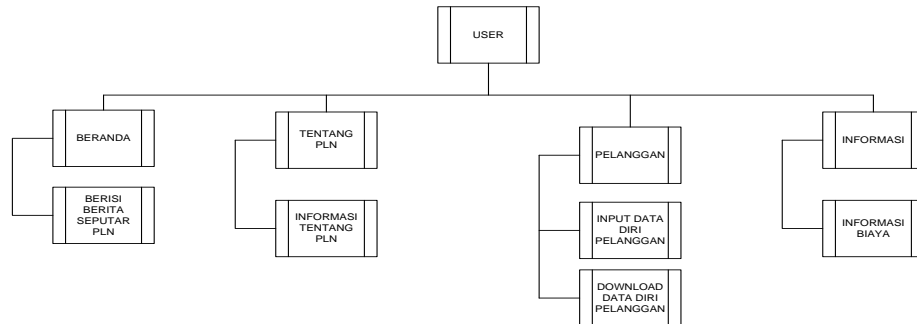 USER
BERANDA
TENTANG
PLN
PELANGGAN
INFORMASI
BERISI
BERITA
SEPUTAR
PLN
INFORMASI
TENTANG
PLN
INPUT DATA
DIRI
PELANGGAN
INFORMASI
BIAYA
DOWNLOAD
DATA DIRI
PELANGGAN